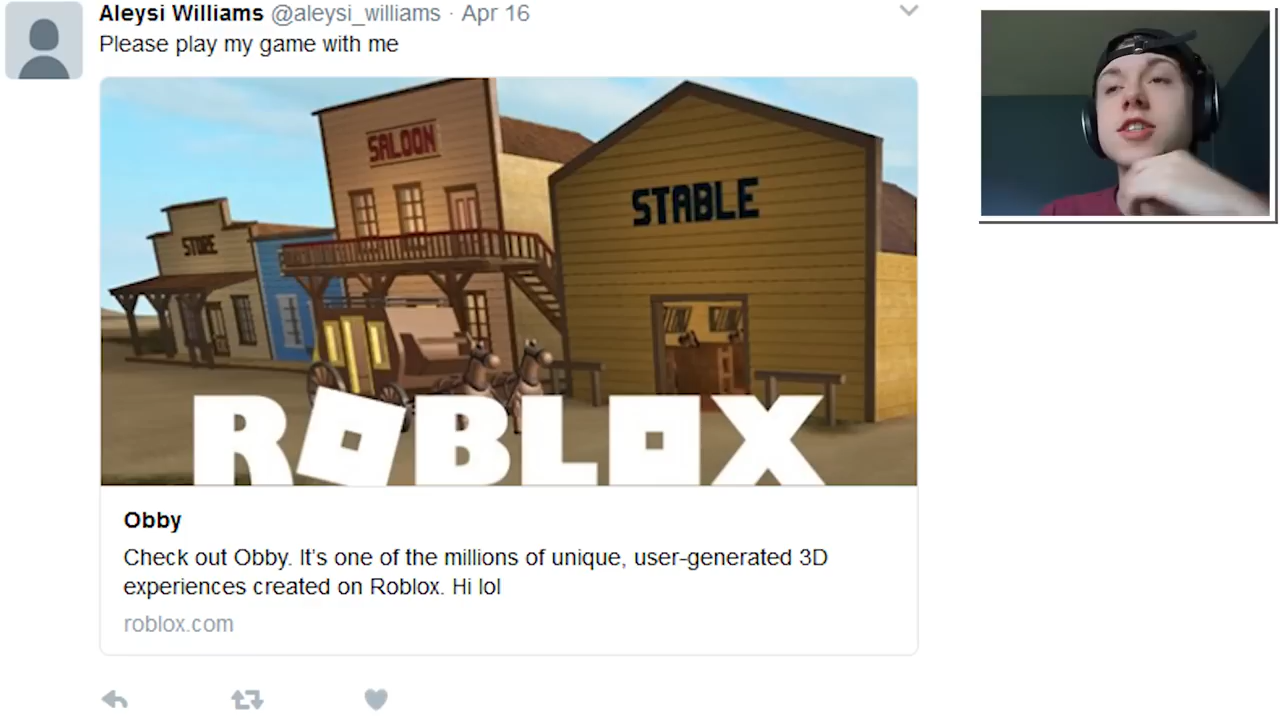 Aleysi Williams @aleysi_williams · Apr 16
Please play my game with me
SALOON
STABLE
STORE
ROBLOX
Obby
Check out Obby. It's one of the millions of unique, user-generated 3D
experiences created on Roblox. Hi lol
roblox.com